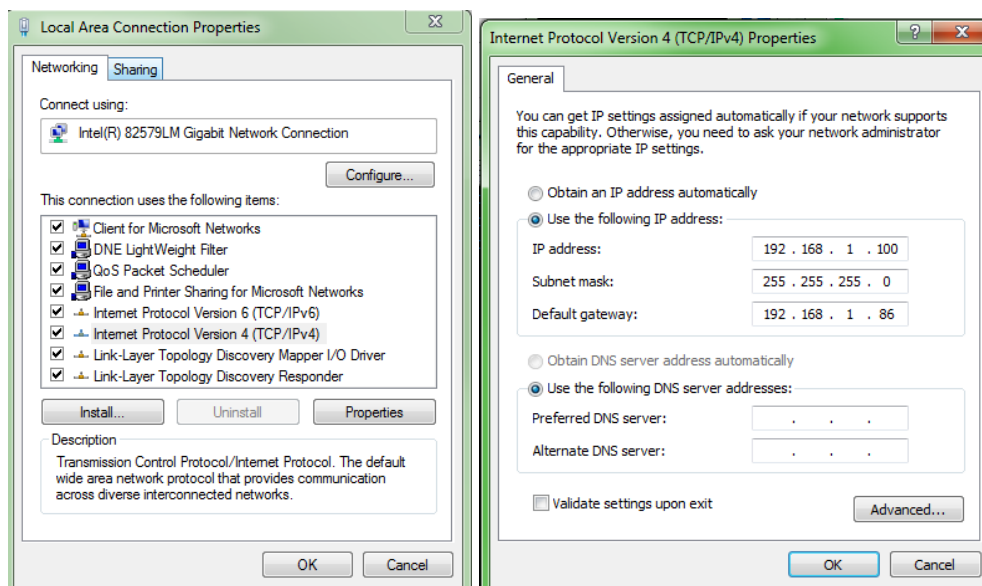 Local Area Connection Properties
Networking
Sharing
Connect using:
Intel(R) 82579LM Gigabit Network Connection
Configure...
This connection uses the following items:
Client for Microsoft Networks
DNE LightWeight Filter
QoS Packet Scheduler
File and Printer Sharing for Microsoft Networks
Internet Protocol Version 6 (TCP/IPv6)
Internet Protocol Version 4 (TCP/IPv4)
Link-Layer Topology Discovery Mapper I/O Driver
Link-Layer Topology Discovery Responder
Install...
Uninstall
Properties
Description
Transmission Control Protocol/Internet Protocol. The default
wide area network protocol that provides communication
across diverse interconnected networks.
OK
Cancel
Internet Protocol Version 4 (TCP/IPv4) Properties
General
You can get IP settings assigned automatically if your network supports
this capability. Otherwise, you need to ask your network administrator
for the appropriate IP settings.
Obtain an IP address automatically
Use the following IP address:
IP address: 192 . 168 . 1 . 100
Subnet mask: 255 . 255 . 255 . 0
Default gateway: 192 . 168 . 1 . 86
Obtain DNS server address automatically
Use the following DNS server addresses:
Preferred DNS server: . . .
Alternate DNS server: . . .
Validate settings upon exit
Advanced...
OK
Cancel